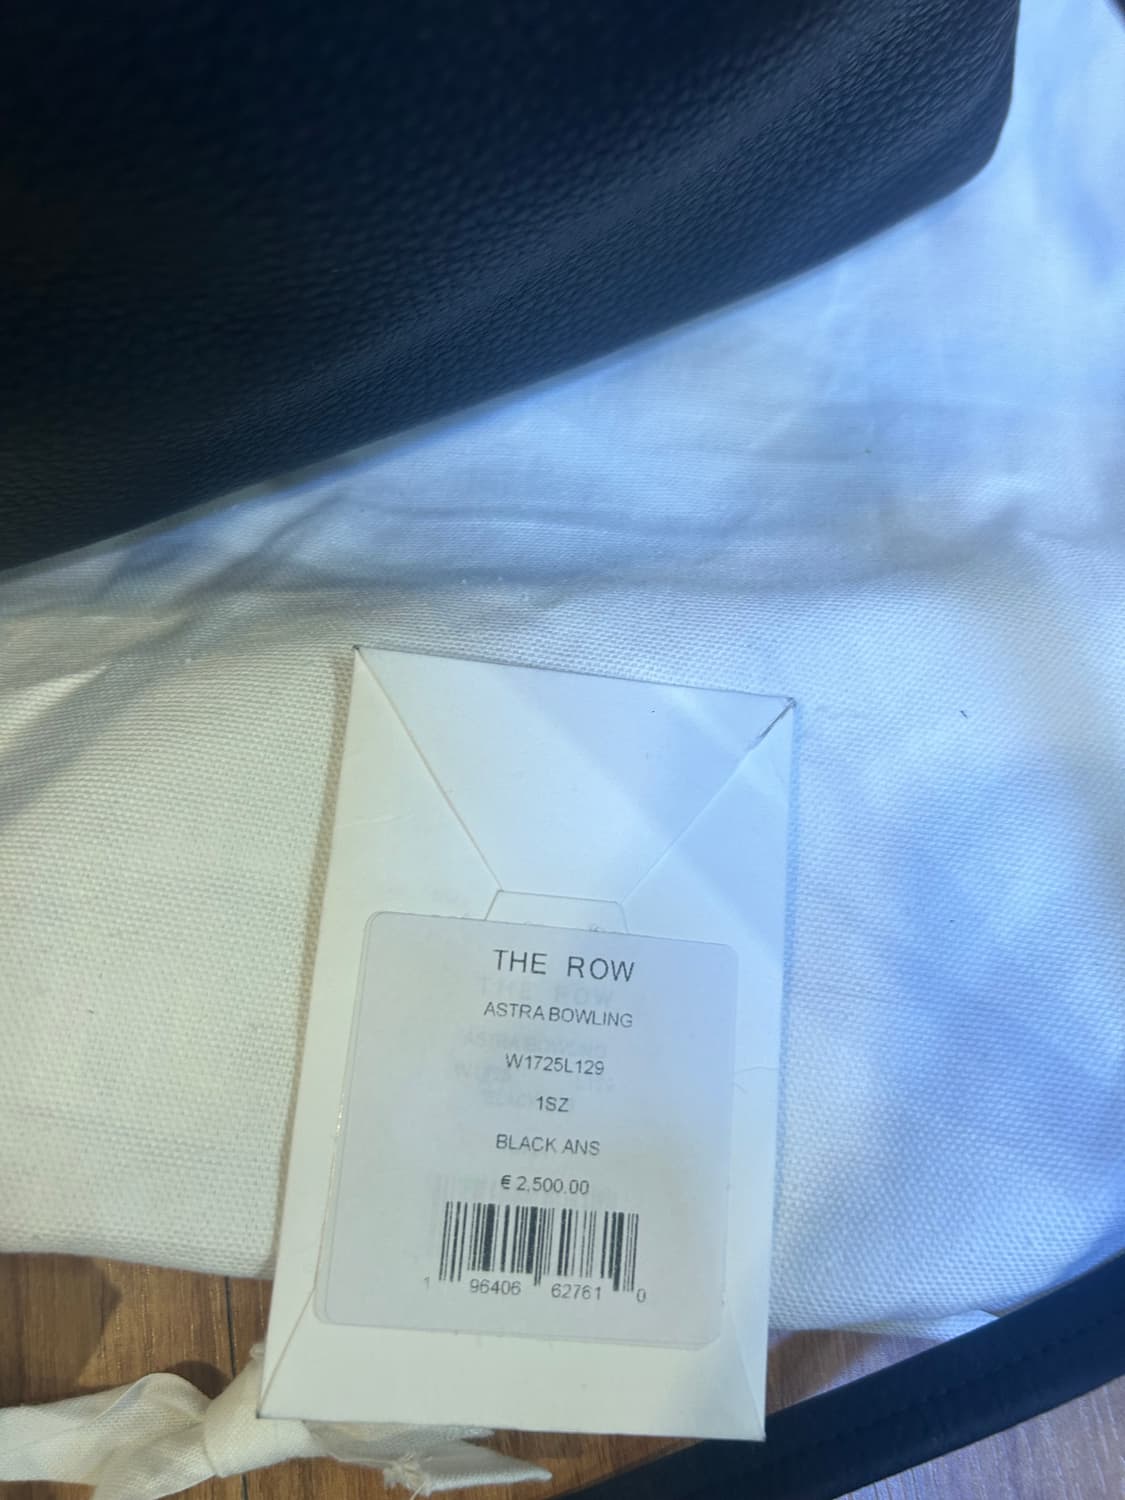 THE ROW
ASTRA BOWLING
W1725L129
1SZ
BLACK ANS
€ 2,500.00
1 96406 62761 0